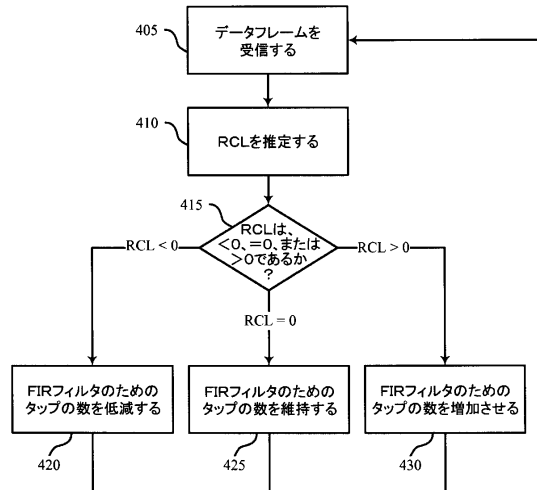 405
データフレームを
受信する
410
RCLを推定する
415
RCLは、
<0、=0、または
>0であるか
?
RCL < 0
RCL > 0
RCL = 0
FIRフィルタのための
タップの数を低減する
FIRフィルタのための
タップの数を維持する
FIRフィルタのための
タップの数を増加させる
420
425
430